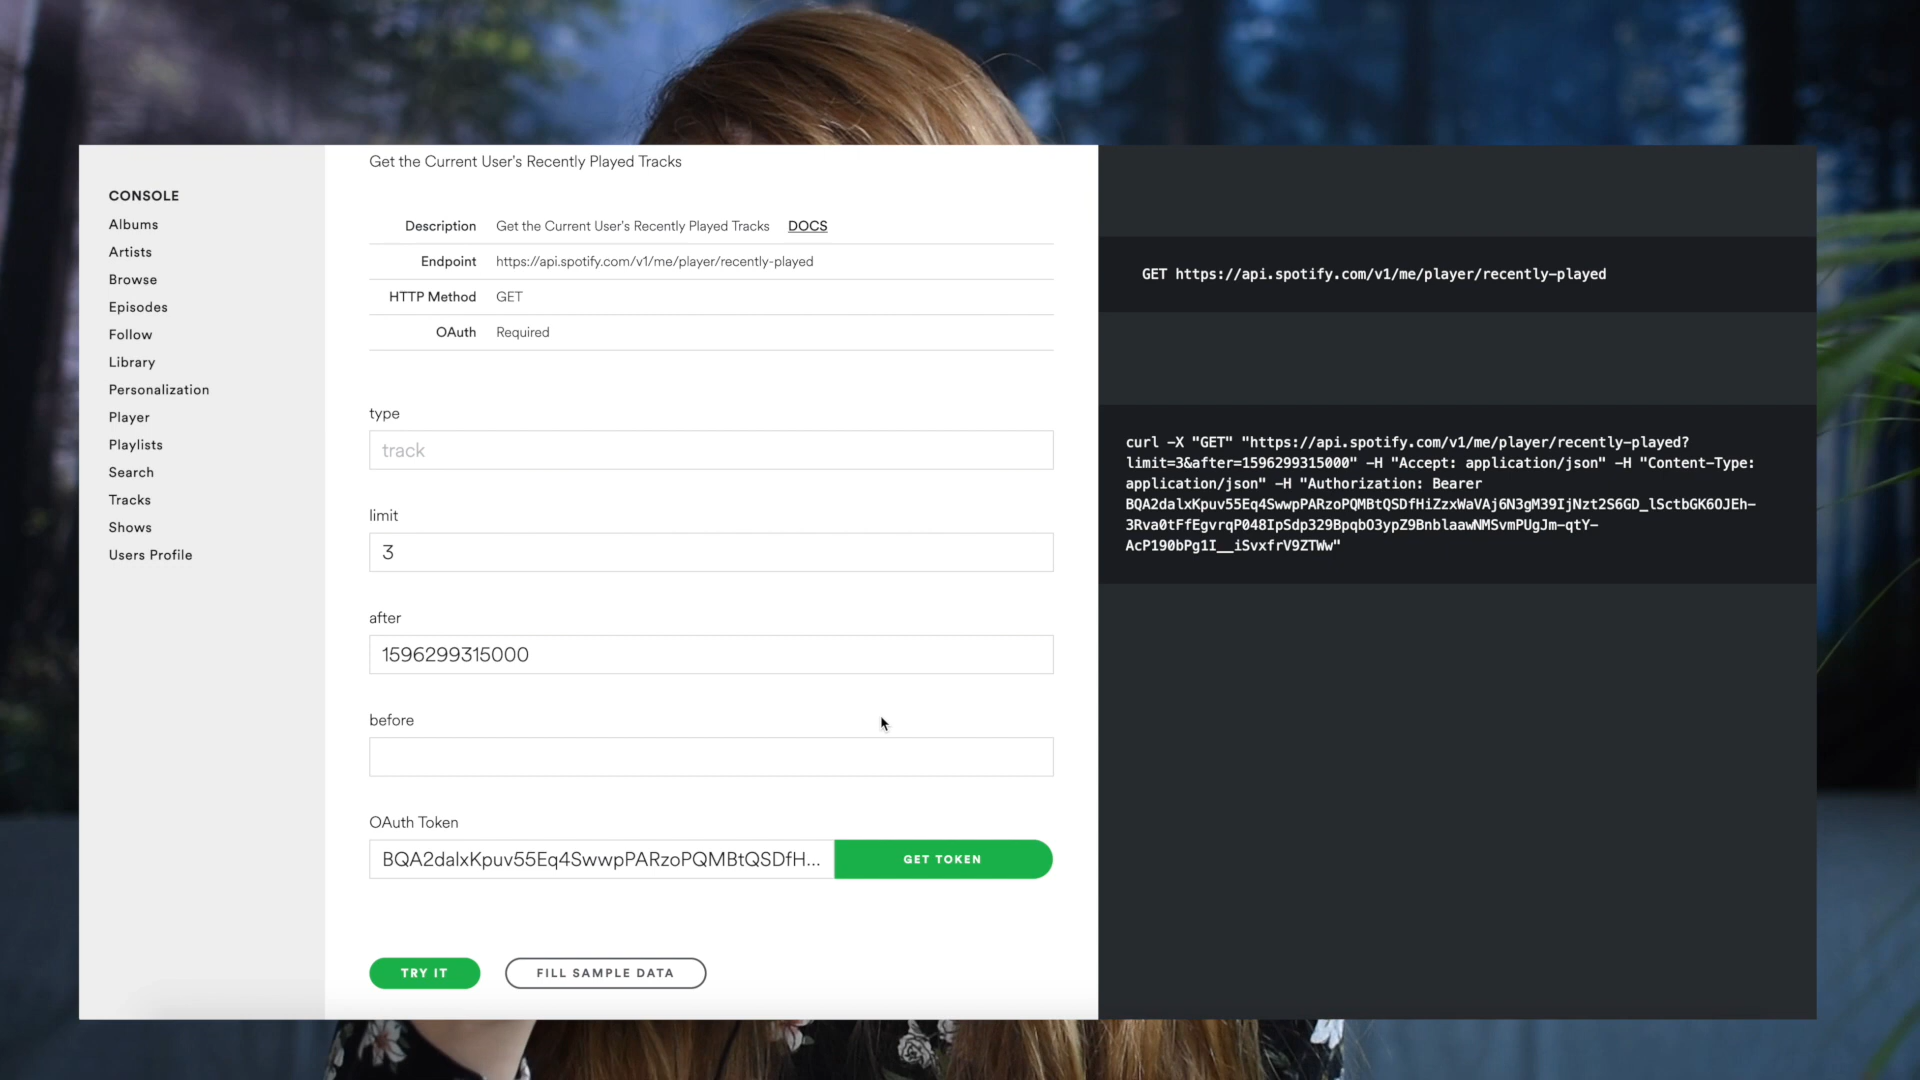 Get the Current User's Recently Played Tracks
CONSOLE
Albums
Artists
Browse
Episodes
Follow
Library
Personalization
Player
Playlists
Search
Tracks
Shows
Users Profile
Description Get the Current User's Recently Played Tracks DOCS
Endpoint https://api.spotify.com/v1/me/player/recently-played
HTTP Method GET
OAuth Required
type
track
limit
3
after
1596299315000
before
OAuth Token
BQA2dalxKpuv55Eq4SwwpPARzoPQMBtQSDfH...
GET TOKEN
TRY IT
FILL SAMPLE DATA
GET https://api.spotify.com/v1/me/player/recently-played
curl -X "GET" "https://api.spotify.com/v1/me/player/recently-played?
limit=3&after=1596299315000" -H "Accept: application/json" -H "Content-Type:
application/json" -H "Authorization: Bearer
BQA2dalxKpuv55Eq4SwwpPARzoPQMBtQSDfHiZzxWaVAj6N3gM39IjNzt2S6GD_lSctbGK6OJEh-
3Rva0tFfEgvrqP048IpSdp329BpqbO3ypZ9BnblaawNMSvmPUgJm-qtY-
AcP190bPg1I__iSvxfrV9ZTWw"